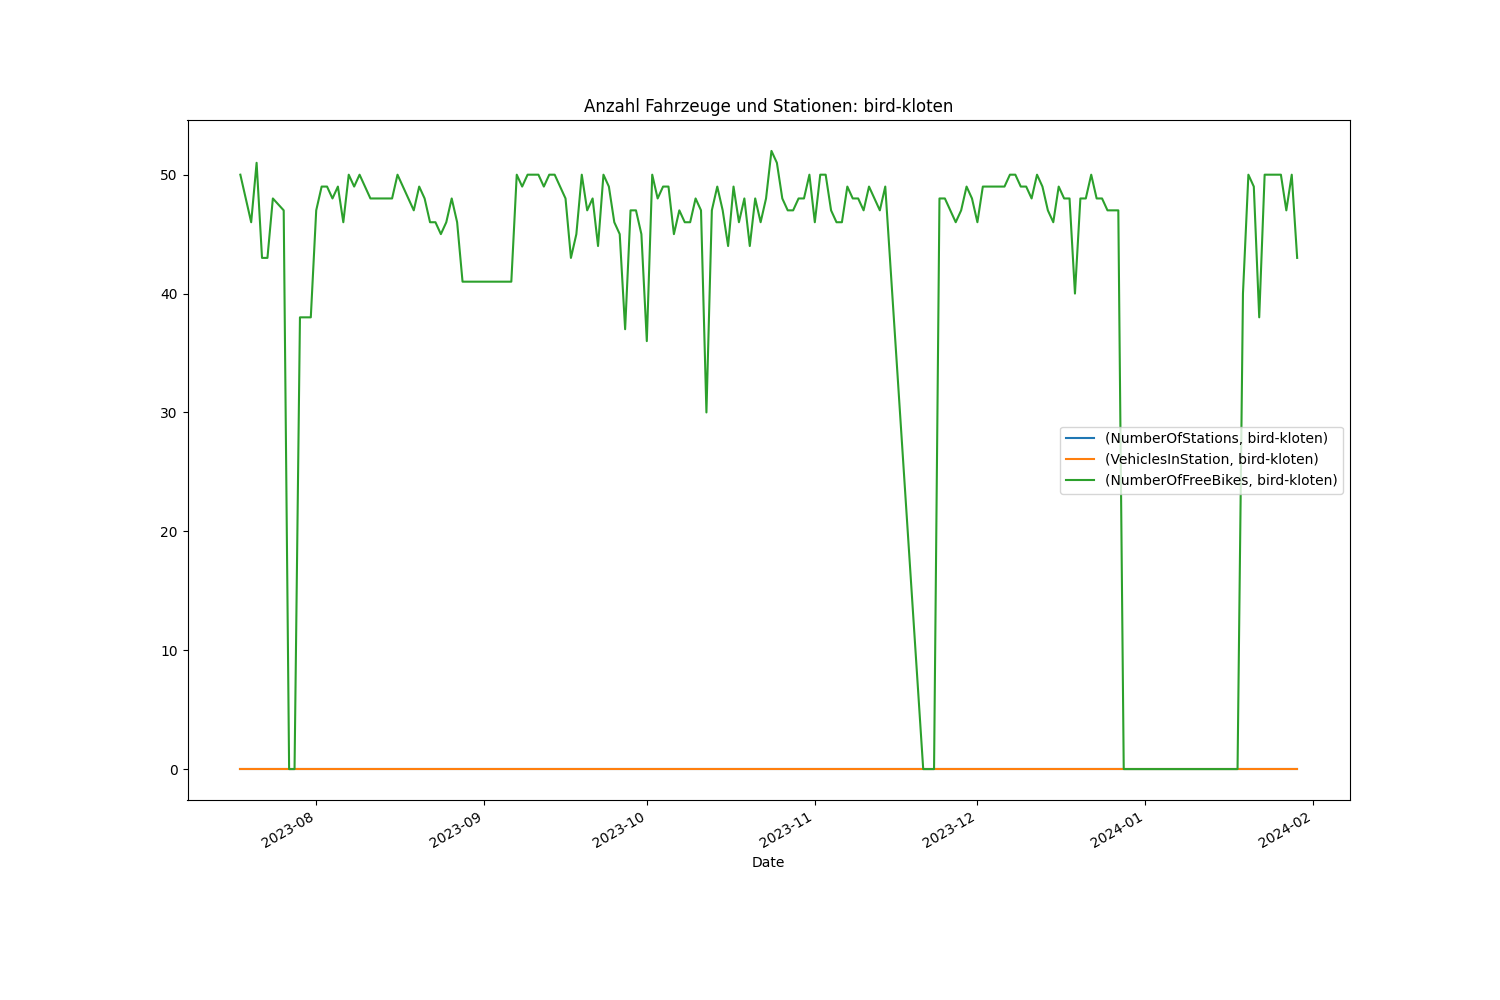 Anzahl Fahrzeuge und Stationen: bird-kloten
50
40
30
20
10
0
(NumberOfStations, bird-kloten)
(VehiclesInStation, bird-kloten)
(NumberOfFreeBikes, bird-kloten)
2023-08
2023-09
2023-10
2023-11
2023-12
2024-01
2024-02
Date